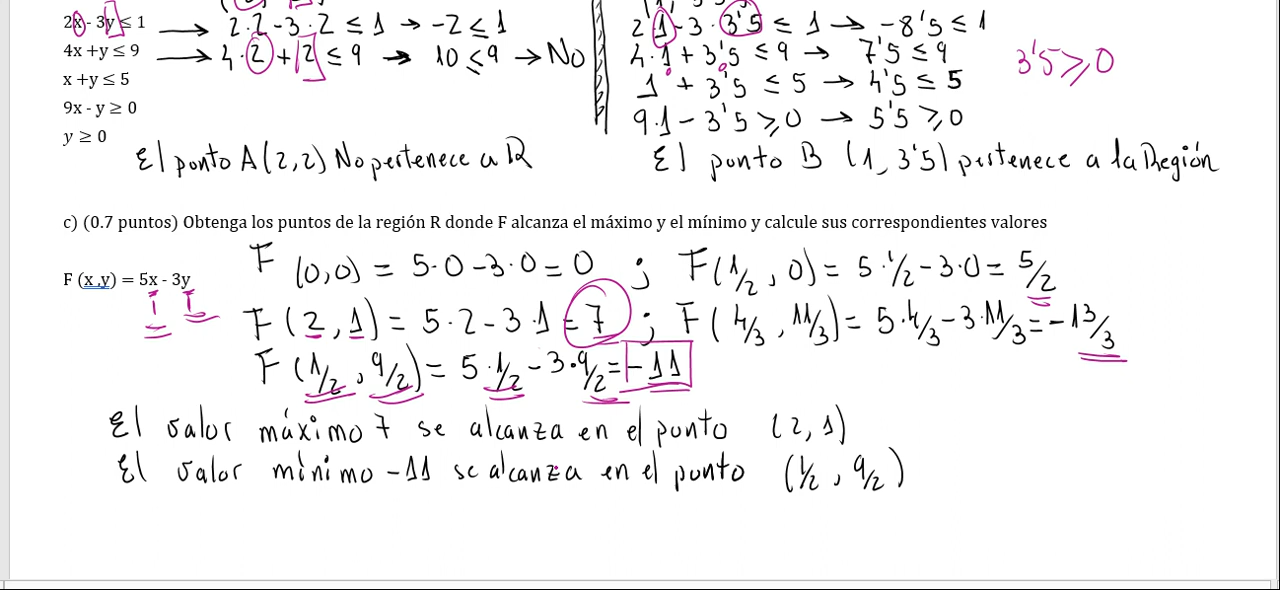 2x - 3y ≤ 1 → 2·2-3·2 ≤ 1 → -2 ≤ 1
2·1-3·3'5 ≤ 1 → -8'5 ≤ 1
4x +y ≤ 9 → 4·2+2 ≤ 9 → 10 ≤ 9 → No
4·1+3'5 ≤ 9 → 7'5 ≤ 9
3'5 ≥ 0
x +y ≤ 5
1 + 3'5 ≤ 5 → 4'5 ≤ 5
9x - y ≥ 0
9·1-3'5 ≥ 0 → 5'5 ≥ 0
y ≥ 0
El punto A(2,2) No pertenece a R
El punto B (1, 3'5) pertenece a la Región
c) (0.7 puntos) Obtenga los puntos de la región R donde F alcanza el máximo y el mínimo y calcule sus correspondientes valores
F (x ,y) = 5x - 3y
F (0,0) = 5·0-3·0 = 0 ; F(1/2, 0) = 5·1/2-3·0 = 5/2
F(2,1) = 5·2-3·1 = 7 ; F(4/3, 11/3) = 5·4/3-3·11/3 = -13/3
F (1/2, 9/2) = 5·1/2-3·9/2 = -11
El valor máximo 7 se alcanza en el punto (2,1)
El valor mínimo -11 se alcanza en el punto (1/2, 9/2)